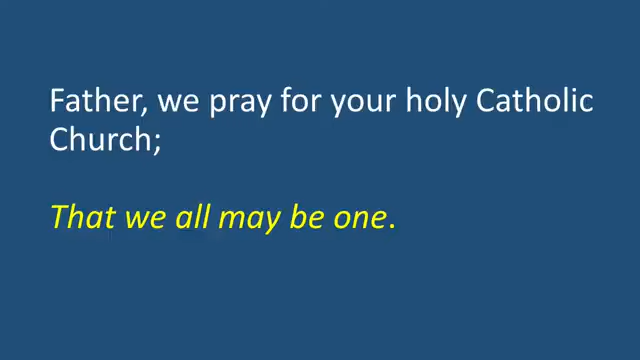 Father, we pray for your holy Catholic
Church;
That we all may be one.